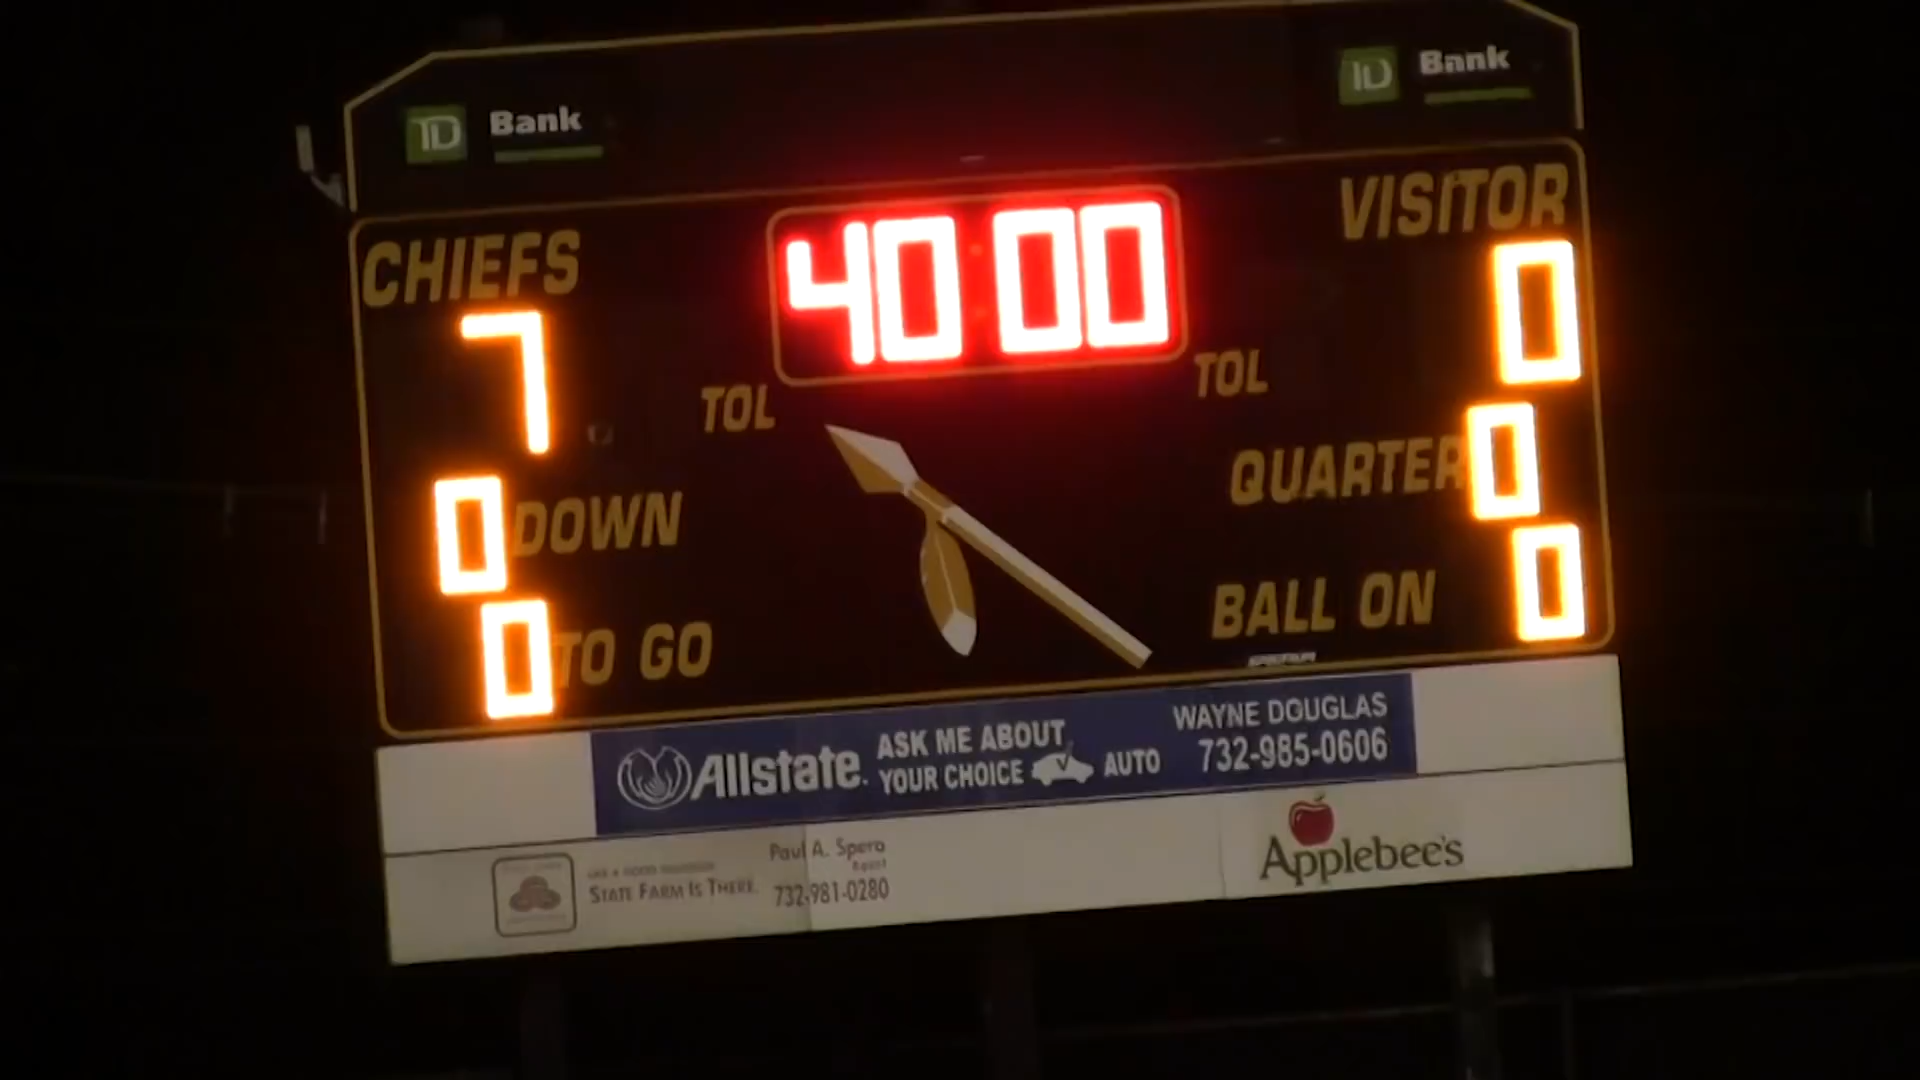 TD Bank
TD Bank
CHIEFS
40:00
VISITOR
7
0
TOL
TOL
0 DOWN
QUARTER 0
0 TO GO
BALL ON 0
Allstate.
ASK ME ABOUT
YOUR CHOICE AUTO
WAYNE DOUGLAS
732-985-0606
STATE FARM IS THERE.
Paul A. Spero
Agent
732-981-0280
Applebee's